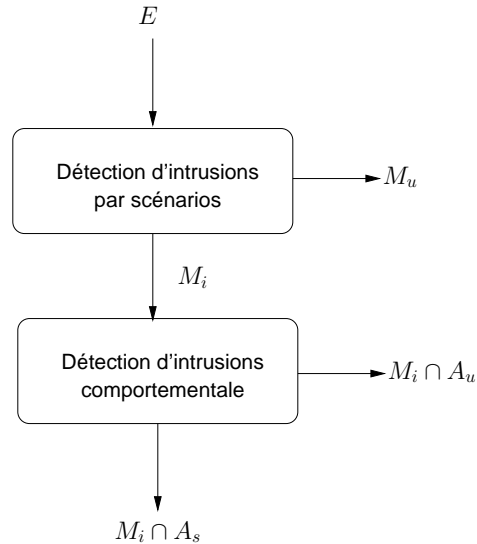 E
Détection d'intrusions
par scénarios
M_u
M_i
Détection d'intrusions
comportementale
M_i ∩ A_u
M_i ∩ A_s